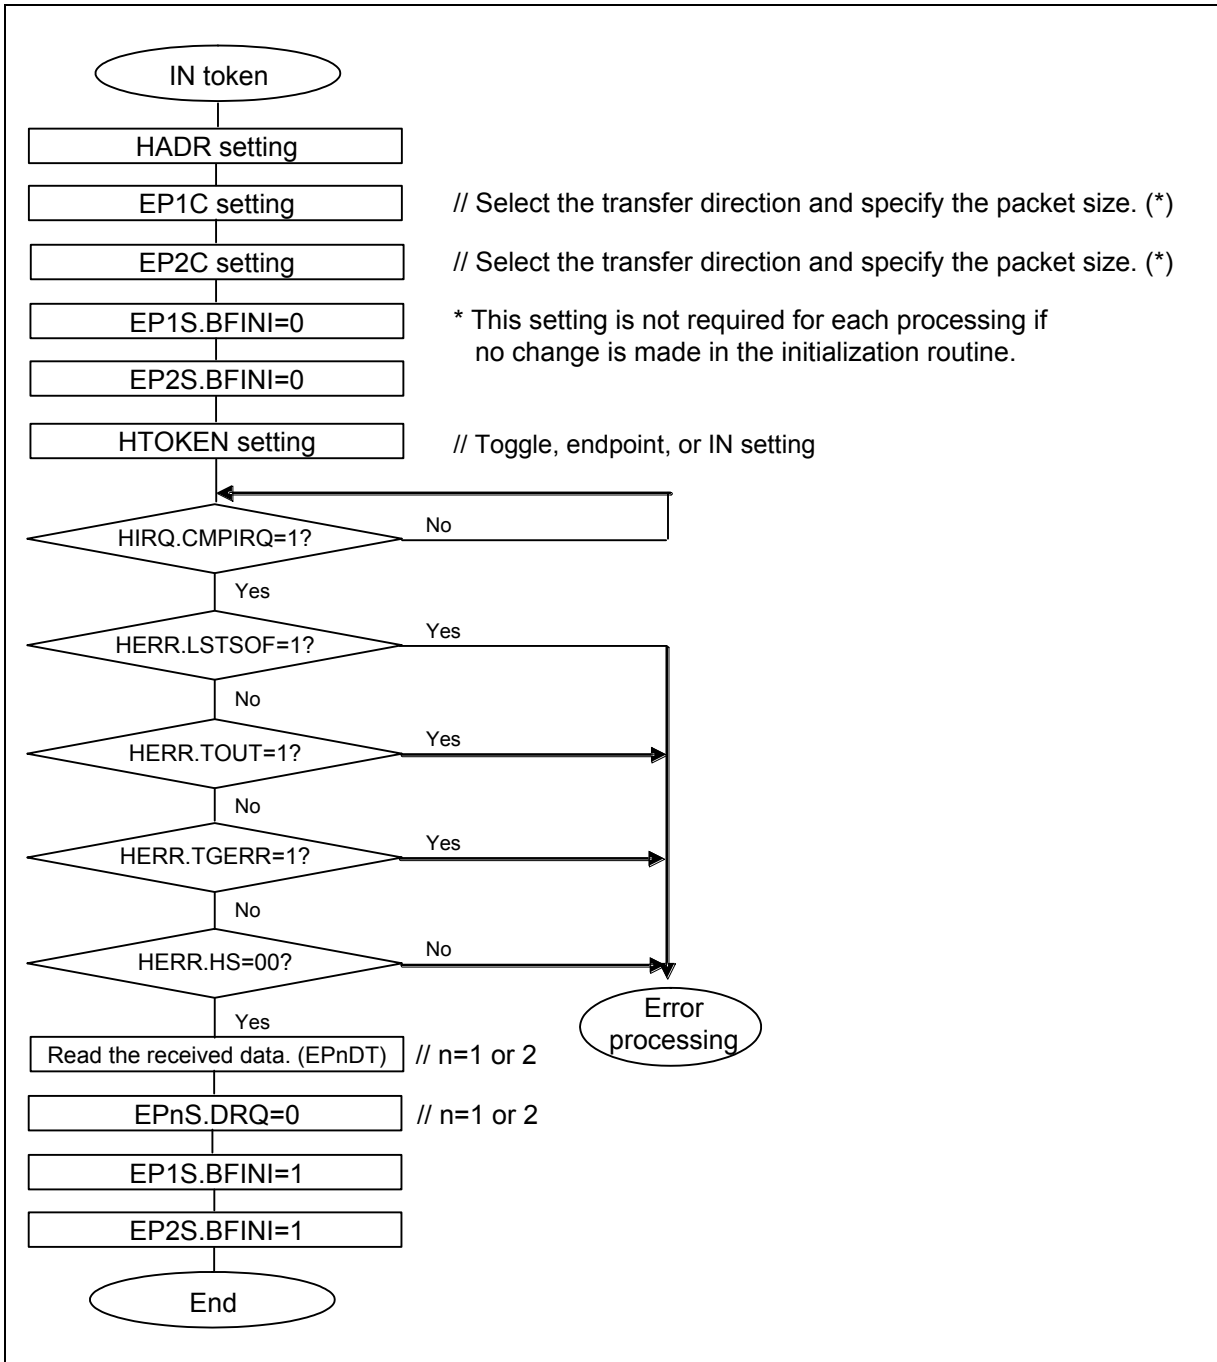 IN token
HADR setting
EP1C setting
// Select the transfer direction and specify the packet size. (*)
EP2C setting
// Select the transfer direction and specify the packet size. (*)
EP1S.BFINI=0
* This setting is not required for each processing if
no change is made in the initialization routine.
EP2S.BFINI=0
HTOKEN setting
// Toggle, endpoint, or IN setting
HIRQ.CMPIRQ=1?
No
Yes
HERR.LSTSOF=1?
Yes
No
HERR.TOUT=1?
Yes
No
HERR.TGERR=1?
Yes
No
HERR.HS=00?
No
Yes
Error
processing
Read the received data. (EPnDT)
// n=1 or 2
EPnS.DRQ=0
// n=1 or 2
EP1S.BFINI=1
EP2S.BFINI=1
End